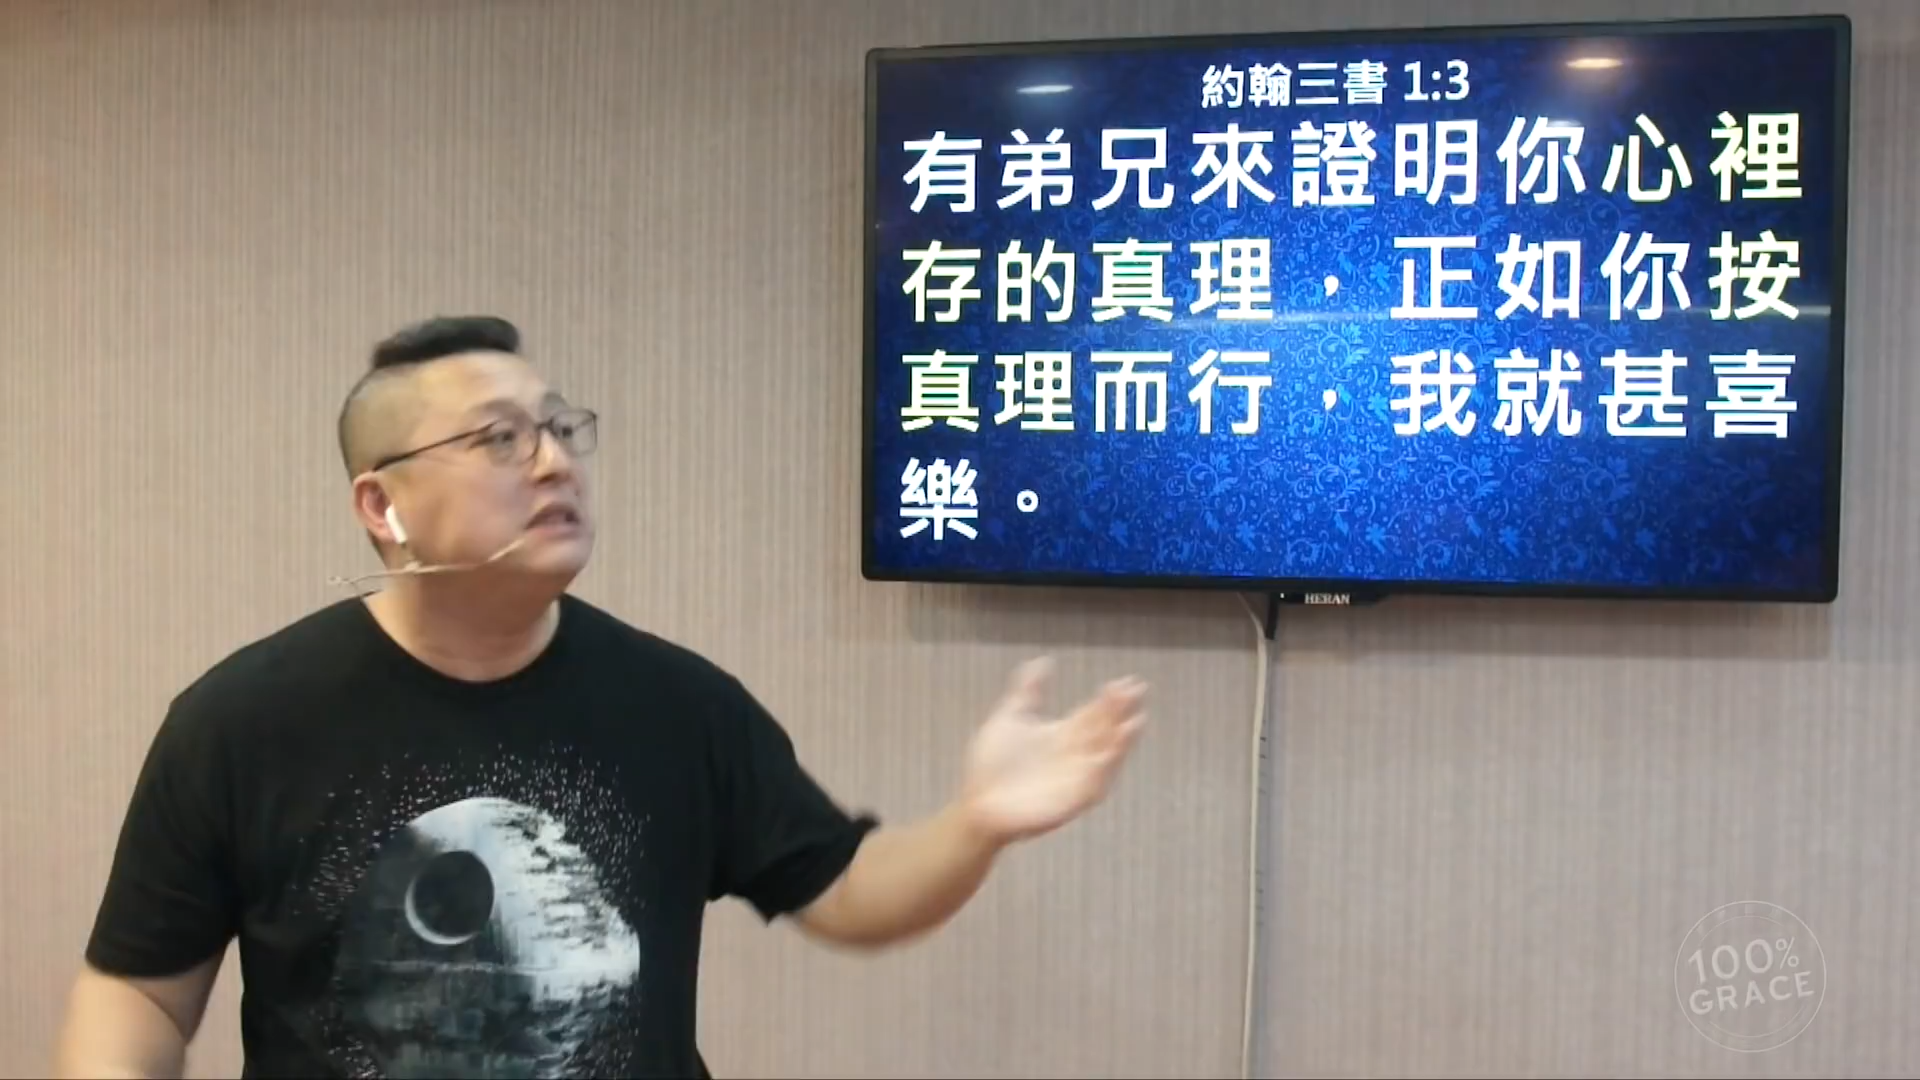 約翰三書 1:3
有弟兄來證明你心裡
存的真理，正如你按
真理而行，我就甚喜
樂。
HERAN
100%
GRACE